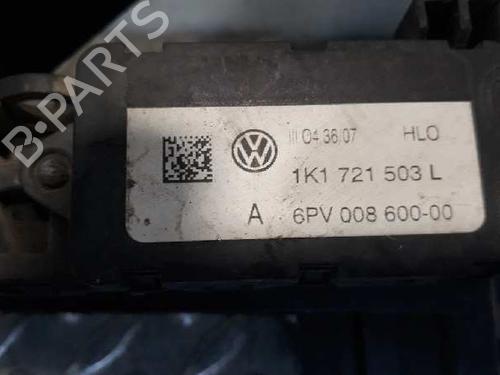 B-PARTS
III 04 36/07 HLO
1K1 721 503 L
A 6PV 008 600-00